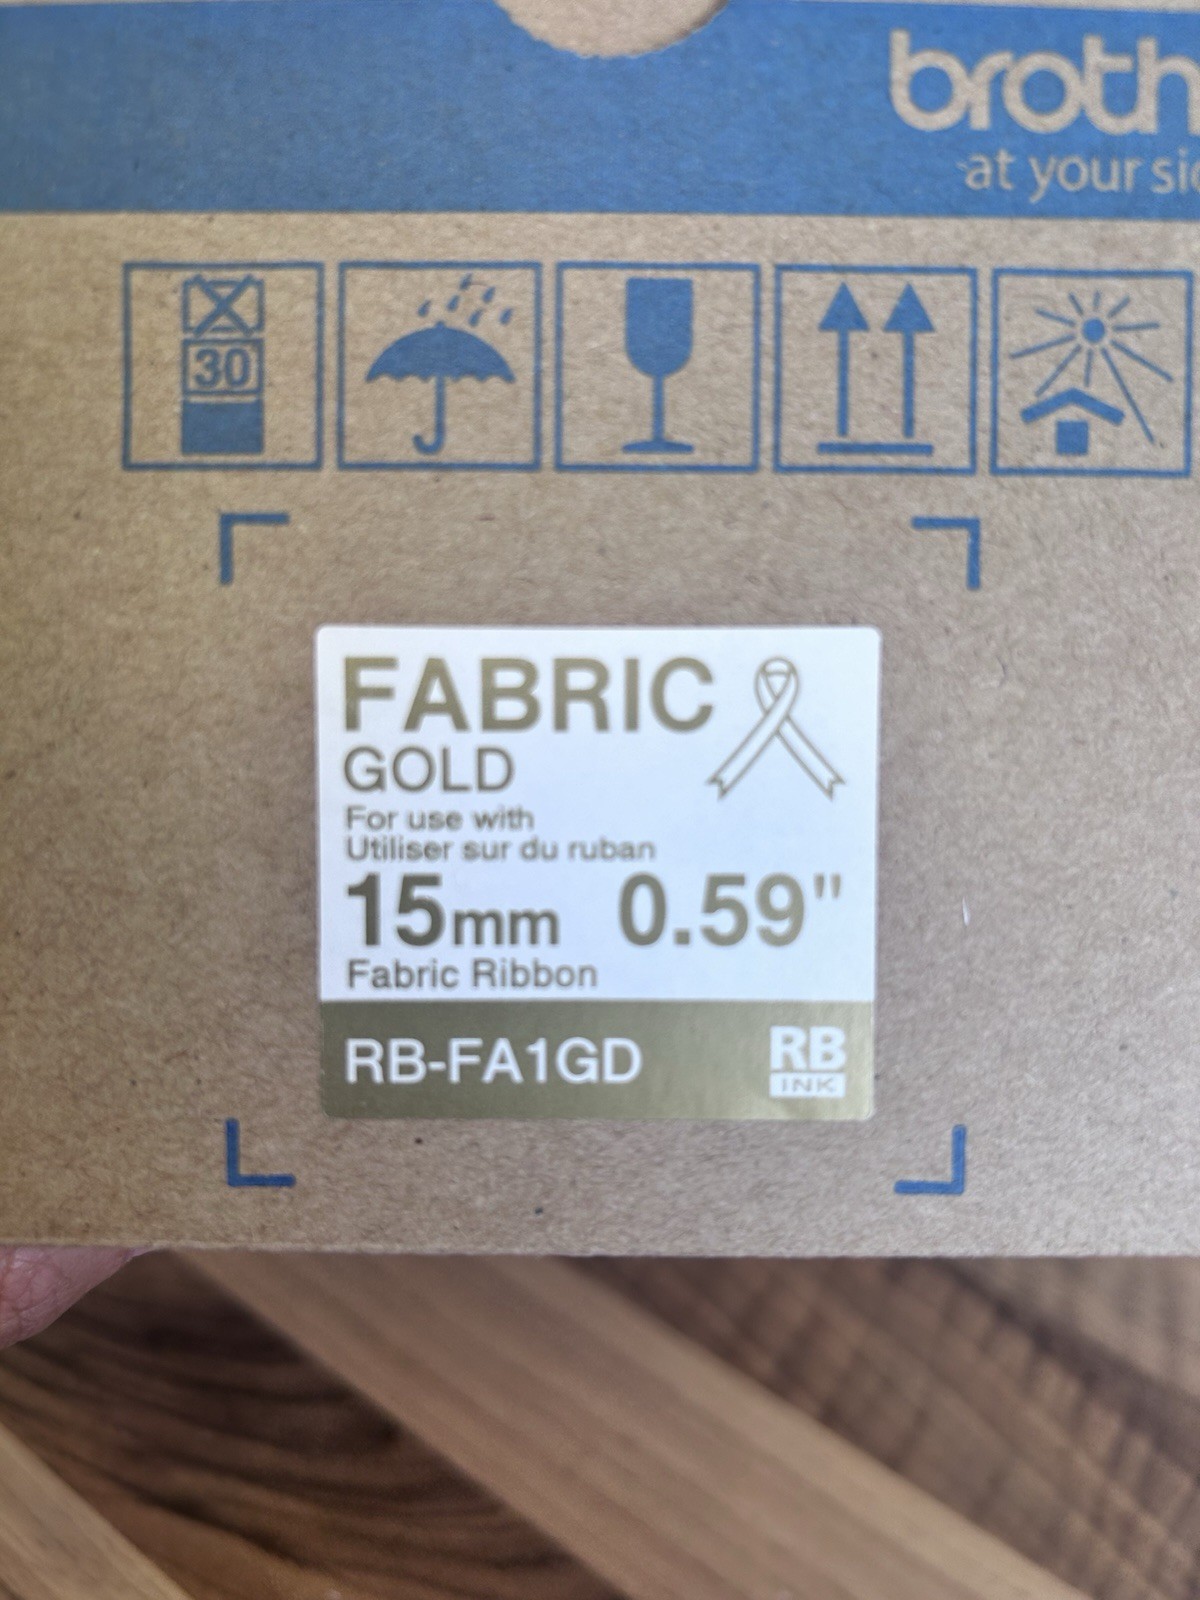 broth
at your sid
30
FABRIC
GOLD
For use with
Utiliser sur du ruban
15mm 0.59"
Fabric Ribbon
RB-FA1GD
RB
INK